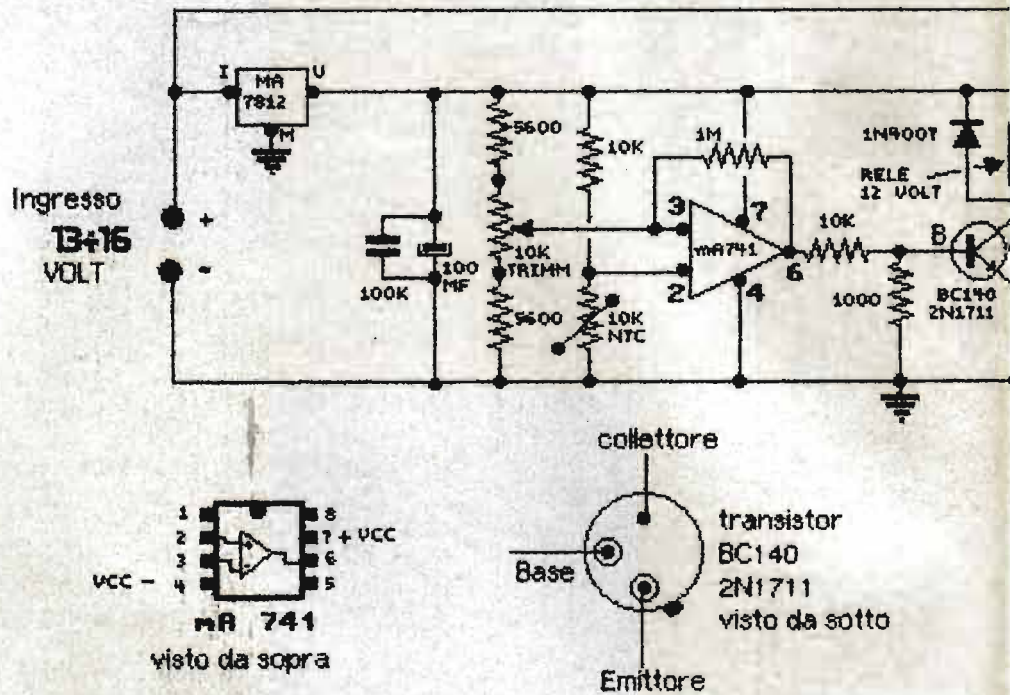 I
MA
7812
U
M
Ingresso
13÷16
VOLT
+
-
100K
100
MF
5600
10K
TRIMM
5600
10K
10K
NTC
1M
3
2
7
mA741
4
6
10K
1000
1N4007
RELE
12 VOLT
B
BC140
2N1711
1
2
3
VCC - 4
8
7 + VCC
6
5
mA 741
visto da sopra
collettore
Base
Emittore
transistor
BC140
2N1711
visto da sotto